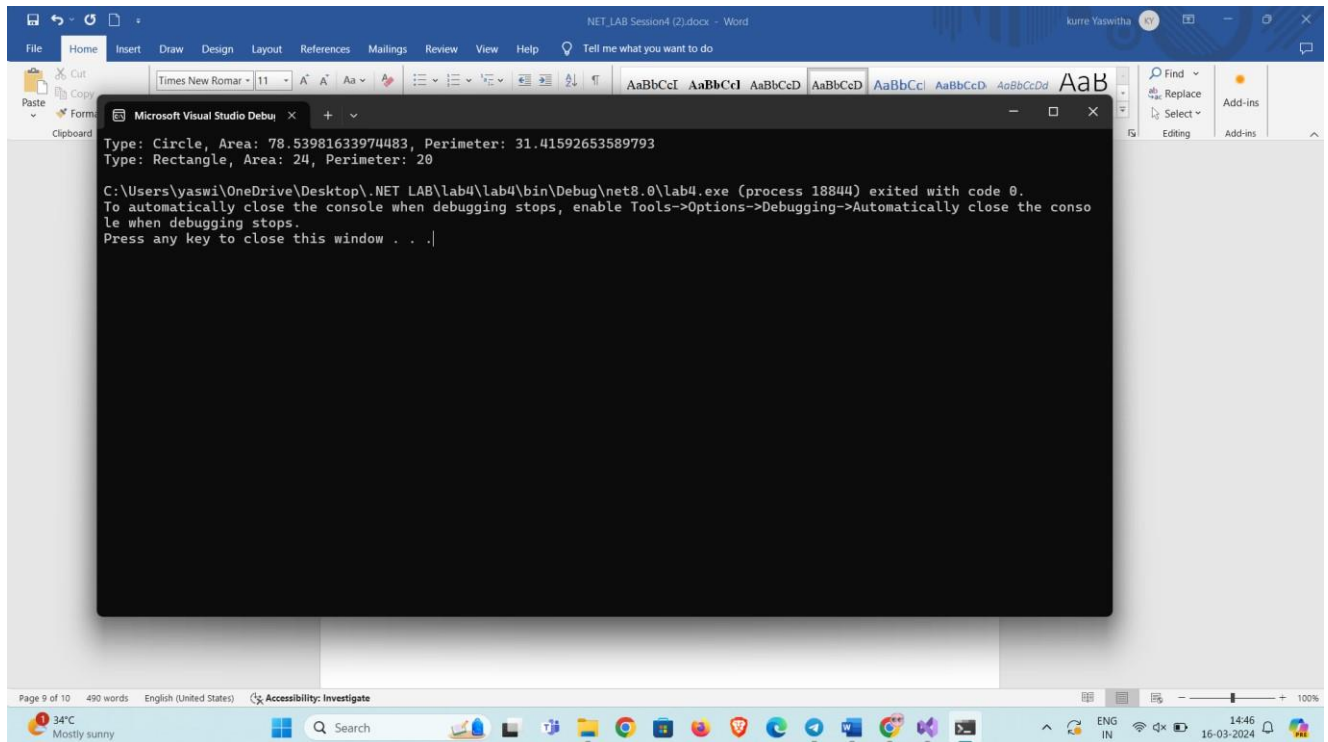 NET_LAB Session4 (2).docx - Word
kurre Yaswitha KY
File Home Insert Draw Design Layout References Mailings Review View Help Tell me what you want to do
Paste
Cut
Copy
Forma
Clipboard
Times New Romar 11
AaBbCcI AaBbCcI AaBbCcD AaBbCcD AaBbCcI AaBbCcD AaBbCcDd AaB
Find
Replace
Select
Editing
Add-ins
Add-ins
Microsoft Visual Studio Debu
Type: Circle, Area: 78.53981633974483, Perimeter: 31.41592653589793
Type: Rectangle, Area: 24, Perimeter: 20
C:\Users\yaswi\OneDrive\Desktop\.NET LAB\lab4\lab4\bin\Debug\net8.0\lab4.exe (process 18844) exited with code 0.
To automatically close the console when debugging stops, enable Tools->Options->Debugging->Automatically close the conso
le when debugging stops.
Press any key to close this window . . .
Page 9 of 10 490 words English (United States) Accessibility: Investigate
100%
1 34°C
Mostly sunny
Search
ENG
IN
14:46
16-03-2024
PRE